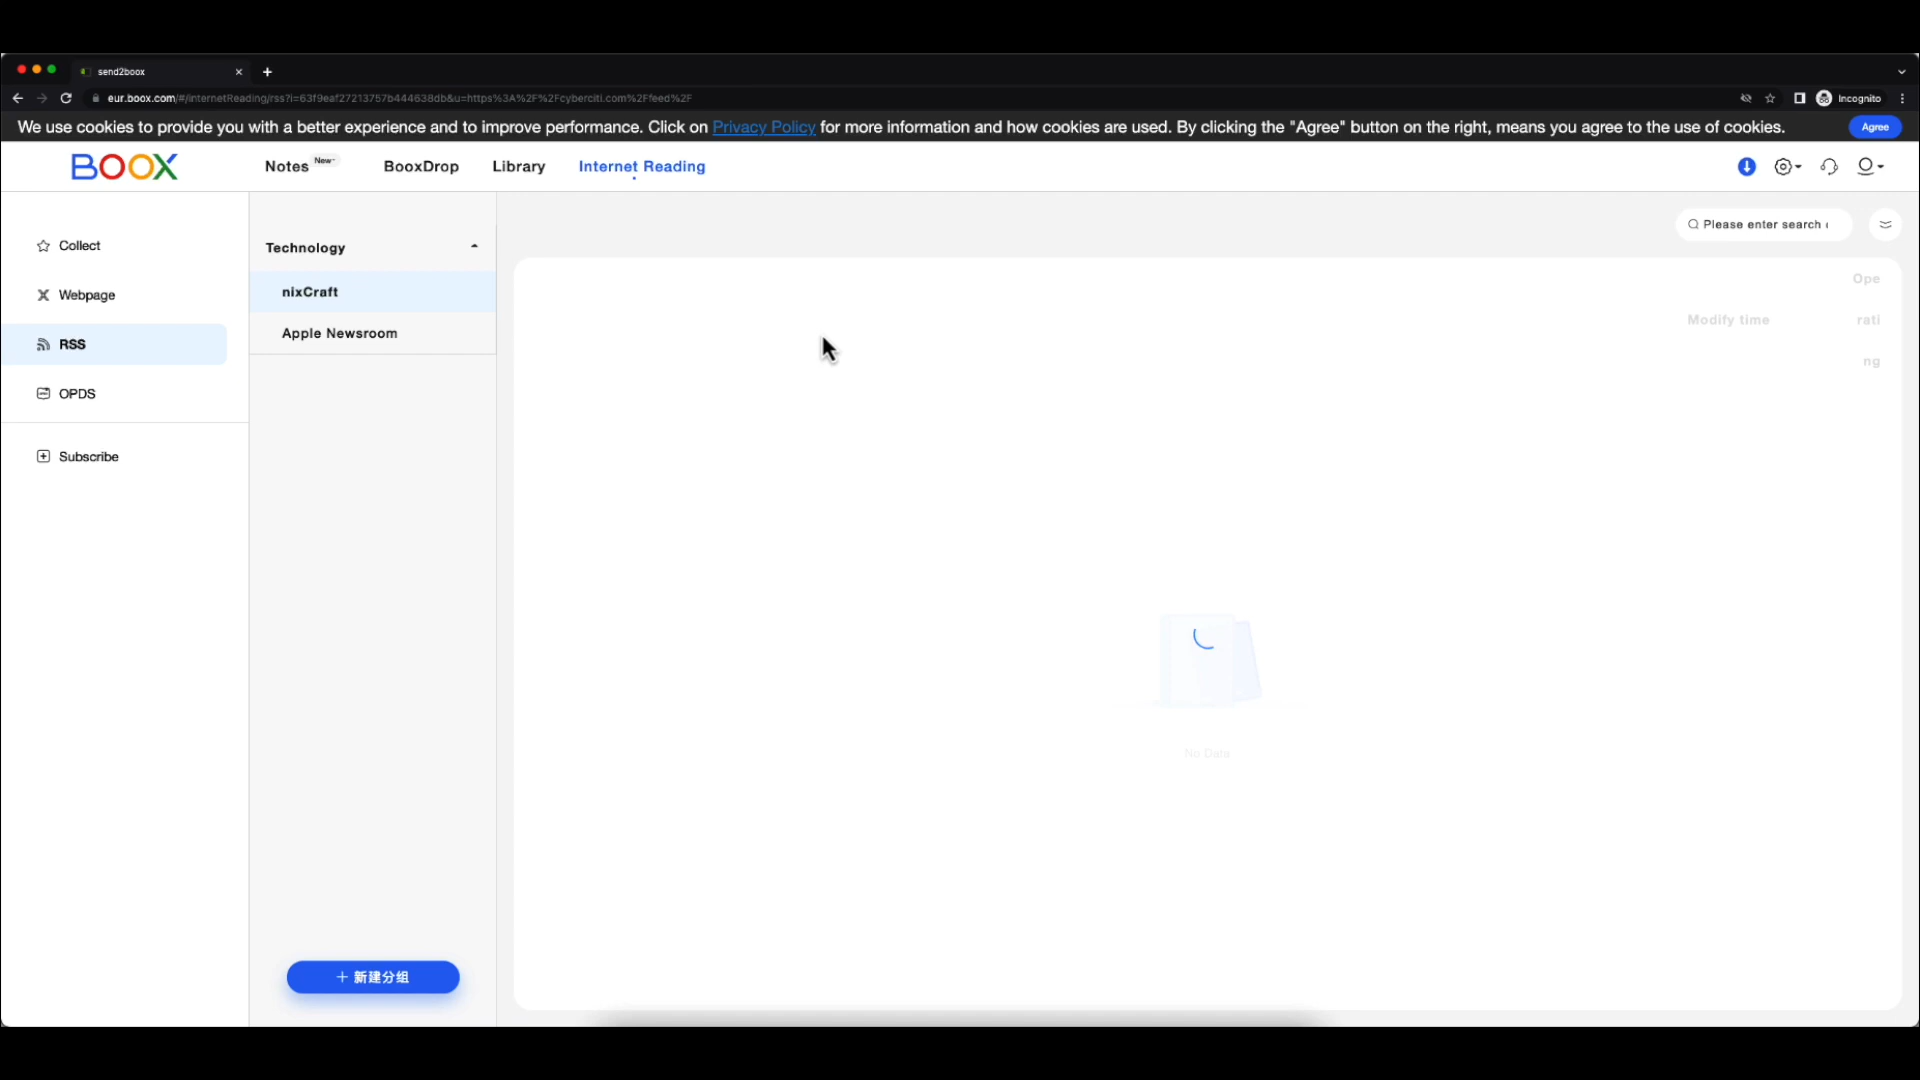 send2boox
eur.boox.com/#/internetReading/rss?i=63f9eaf27213757b444638db&u=https%3A%2F%2Fcyberciti.com%2Ffeed%2F
Incognito
We use cookies to provide you with a better experience and to improve performance. Click on Privacy Policy for more information and how cookies are used. By clicking the "Agree" button on the right, means you agree to the use of cookies.
Agree
BOOX
Notes New
BooxDrop
Library
Internet Reading
Please enter search
Collect
Webpage
RSS
OPDS
Subscribe
Technology
nixCraft
Apple Newsroom
Modify time
Ope
rati
ng
No Data
+ 新建分组